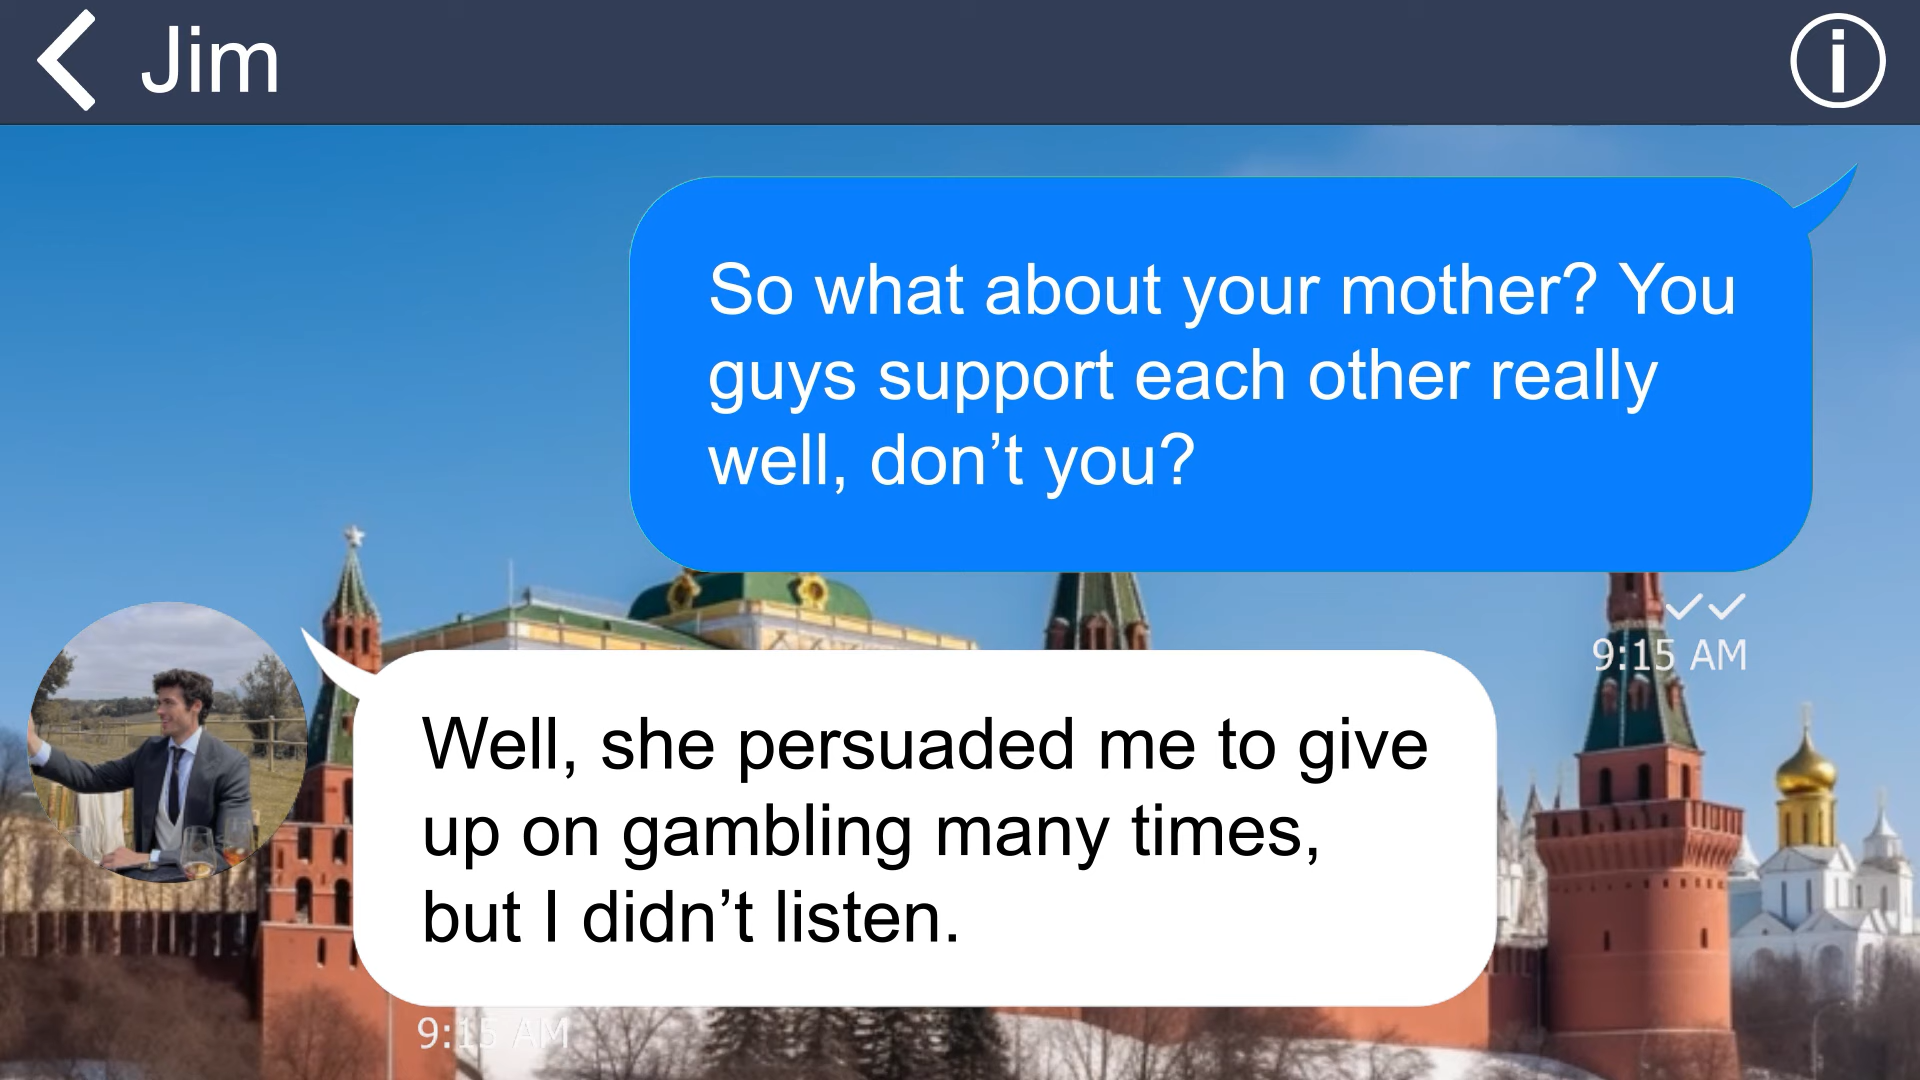 Jim
So what about your mother? You
guys support each other really
well, don’t you?
9:15 AM
Well, she persuaded me to give
up on gambling many times,
but I didn’t listen.
9:15 AM